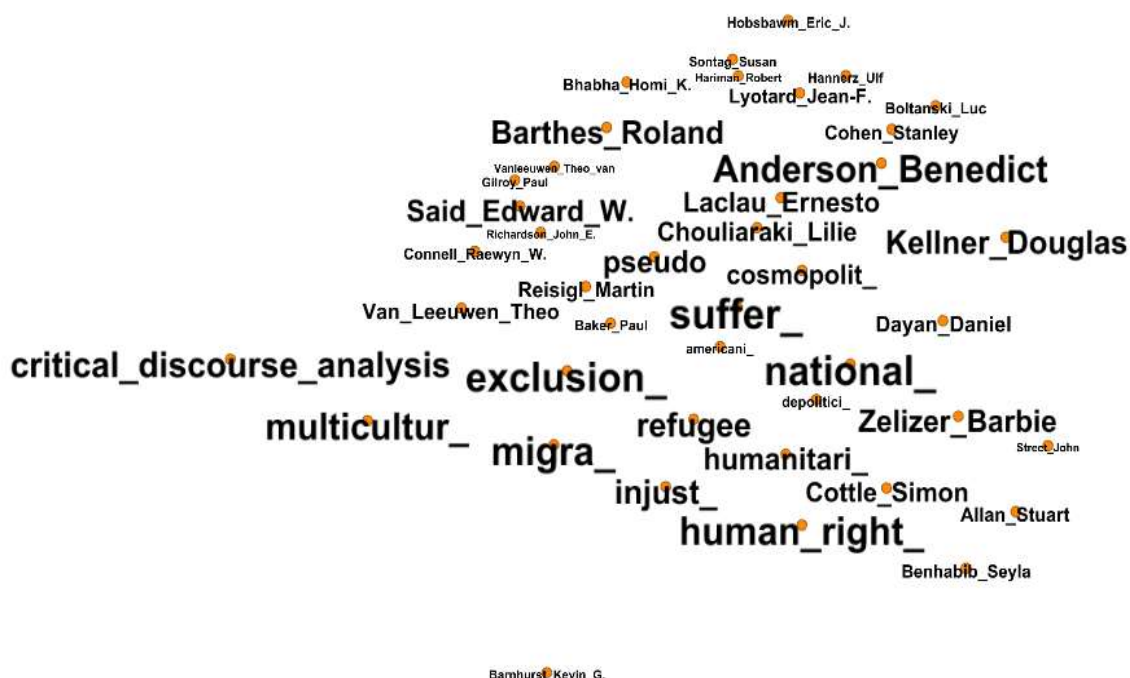 Hobsbawm_Eric_J.
Sontag_Susan
Hariman_Robert
Hannerz_Ulf
Bhabha_Homi_K.
Lyotard_Jean-F.
Boltanski_Luc
Barthes_Roland
Cohen_Stanley
Vanleeuwen_Theo_van
Anderson_Benedict
Gilroy_Paul
Said_Edward_W.
Laclau_Ernesto
Richardson_John_E.
Chouliaraki_Lilie
Kellner_Douglas
Connell_Raewyn_W.
pseudo
cosmopolit_
Reisigl_Martin
Van_Leeuwen_Theo
suffer_
Baker_Paul
Dayan_Daniel
americani_
critical_discourse_analysis
exclusion_
national_
depolitici_
multicultur_
refugee
Zelizer_Barbie
Street_John
migra_
humanitari_
injust_
Cottle_Simon
Allan_Stuart
human_right_
Benhabib_Seyla
Barnhurst_Kevin_G.